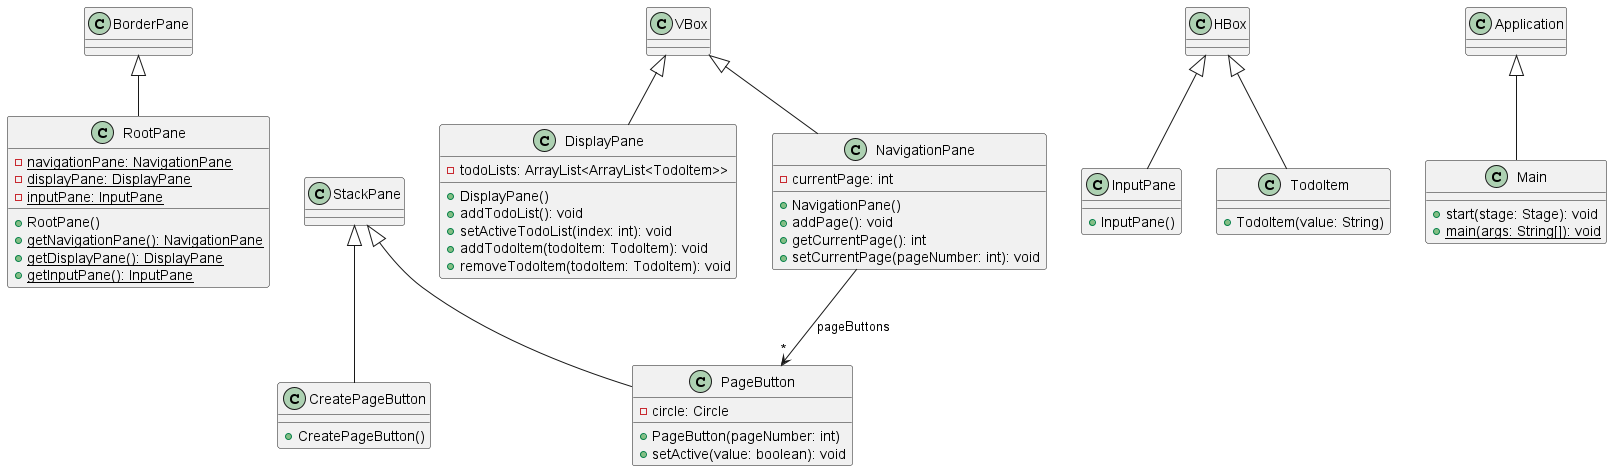 C BorderPane
C VBox
C HBox
C Application
C RootPane
navigationPane: NavigationPane
displayPane: DisplayPane
inputPane: InputPane
RootPane()
getNavigationPane(): NavigationPane
getDisplayPane(): DisplayPane
getInputPane(): InputPane
C StackPane
C DisplayPane
todoLists: ArrayList<ArrayList<TodoItem>>
DisplayPane()
addTodoList(): void
setActiveTodoList(index: int): void
addTodoItem(todoItem: TodoItem): void
removeTodoItem(todoItem: TodoItem): void
C NavigationPane
currentPage: int
NavigationPane()
addPage(): void
getCurrentPage(): int
setCurrentPage(pageNumber: int): void
C InputPane
InputPane()
C TodoItem
TodoItem(value: String)
C Main
start(stage: Stage): void
main(args: String[]): void
pageButtons
*
C CreatePageButton
CreatePageButton()
C PageButton
circle: Circle
PageButton(pageNumber: int)
setActive(value: boolean): void